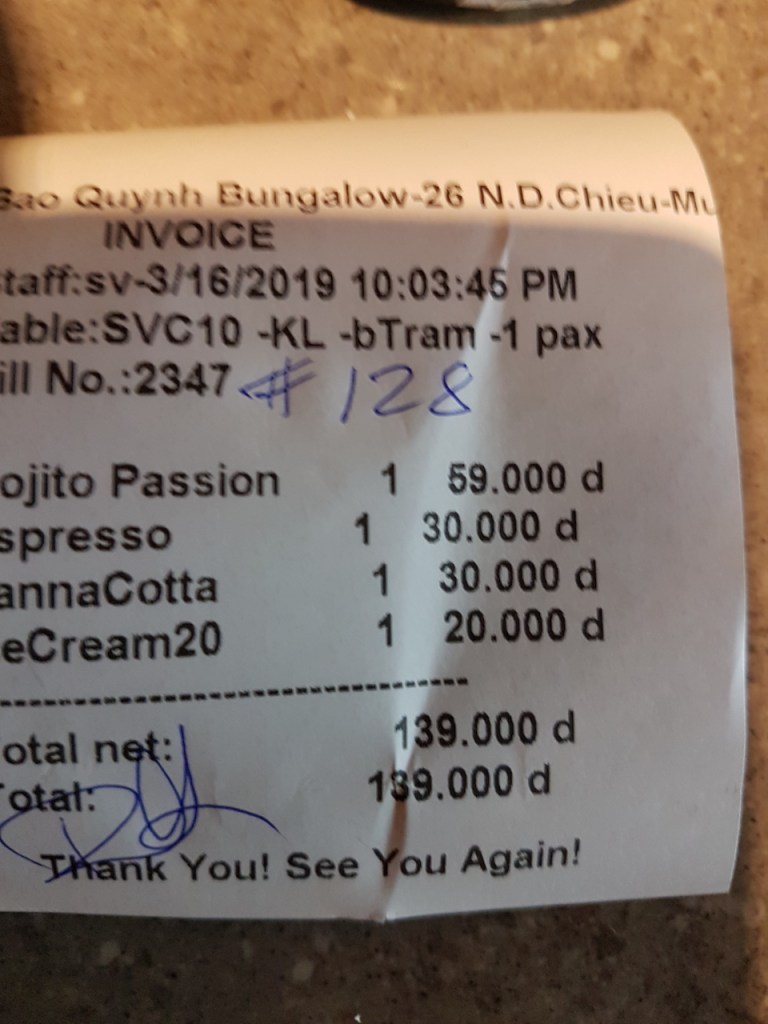 Bao Quynh Bungalow-26 N.D.Chieu-Mu
INVOICE
taff:sv-3/16/2019 10:03:45 PM
able:SVC10 -KL -bTram -1 pax
ill No.:2347 # 128
ojito Passion 1 59.000 d
spresso 1 30.000 d
annaCotta 1 30.000 d
eCream20 1 20.000 d
otal net: 139.000 d
otal: 139.000 d
Thank You! See You Again!